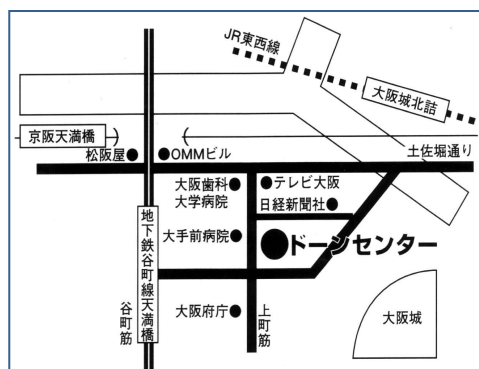 JR東西線
大阪城北詰
京阪天満橋
土佐堀通り
松阪屋
OMMビル
大阪歯科
大学病院
テレビ大阪
日経新聞社
大手前病院
ドーンセンター
地下鉄谷町線天満橋
谷町筋
大阪府庁
上町筋
大阪城